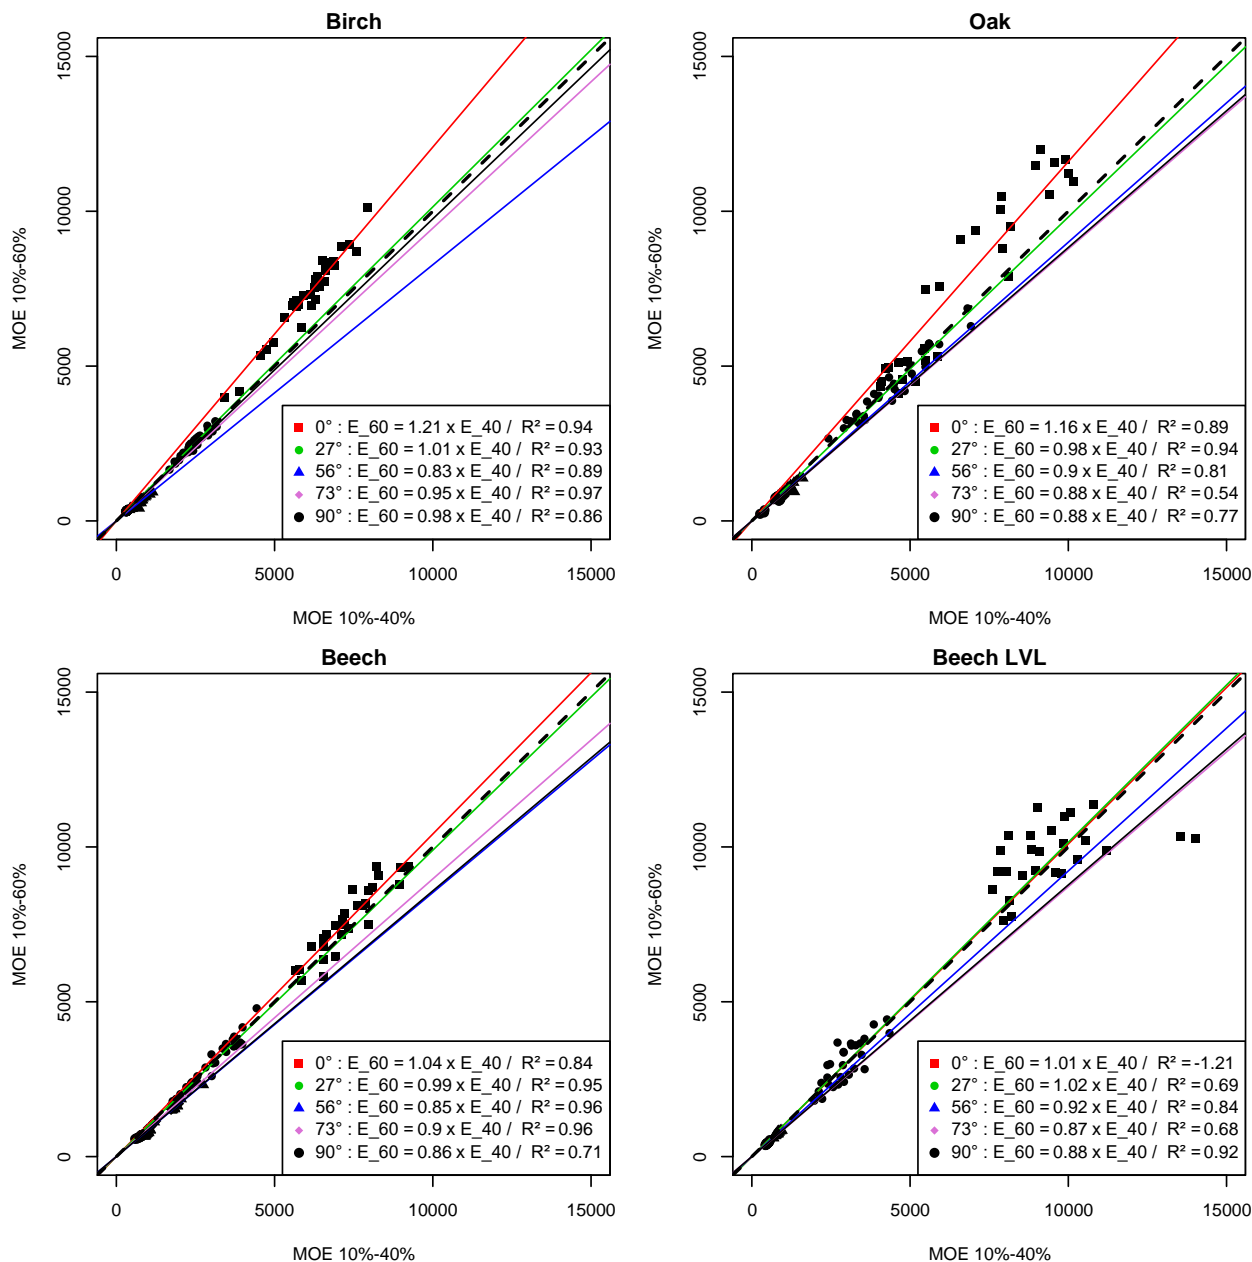 Birch
MOE 10%-60%
15000
10000
5000
0
0° : E_60 = 1.21 x E_40 / R² = 0.94
27° : E_60 = 1.01 x E_40 / R² = 0.93
56° : E_60 = 0.83 x E_40 / R² = 0.89
73° : E_60 = 0.95 x E_40 / R² = 0.97
90° : E_60 = 0.98 x E_40 / R² = 0.86
0 5000 10000 15000
MOE 10%-40%
Oak
MOE 10%-60%
15000
10000
5000
0
0° : E_60 = 1.16 x E_40 / R² = 0.89
27° : E_60 = 0.98 x E_40 / R² = 0.94
56° : E_60 = 0.9 x E_40 / R² = 0.81
73° : E_60 = 0.88 x E_40 / R² = 0.54
90° : E_60 = 0.88 x E_40 / R² = 0.77
0 5000 10000 15000
MOE 10%-40%
Beech
MOE 10%-60%
15000
10000
5000
0
0° : E_60 = 1.04 x E_40 / R² = 0.84
27° : E_60 = 0.99 x E_40 / R² = 0.95
56° : E_60 = 0.85 x E_40 / R² = 0.96
73° : E_60 = 0.9 x E_40 / R² = 0.96
90° : E_60 = 0.86 x E_40 / R² = 0.71
0 5000 10000 15000
MOE 10%-40%
Beech LVL
MOE 10%-60%
15000
10000
5000
0
0° : E_60 = 1.01 x E_40 / R² = -1.21
27° : E_60 = 1.02 x E_40 / R² = 0.69
56° : E_60 = 0.92 x E_40 / R² = 0.84
73° : E_60 = 0.87 x E_40 / R² = 0.68
90° : E_60 = 0.88 x E_40 / R² = 0.92
0 5000 10000 15000
MOE 10%-40%